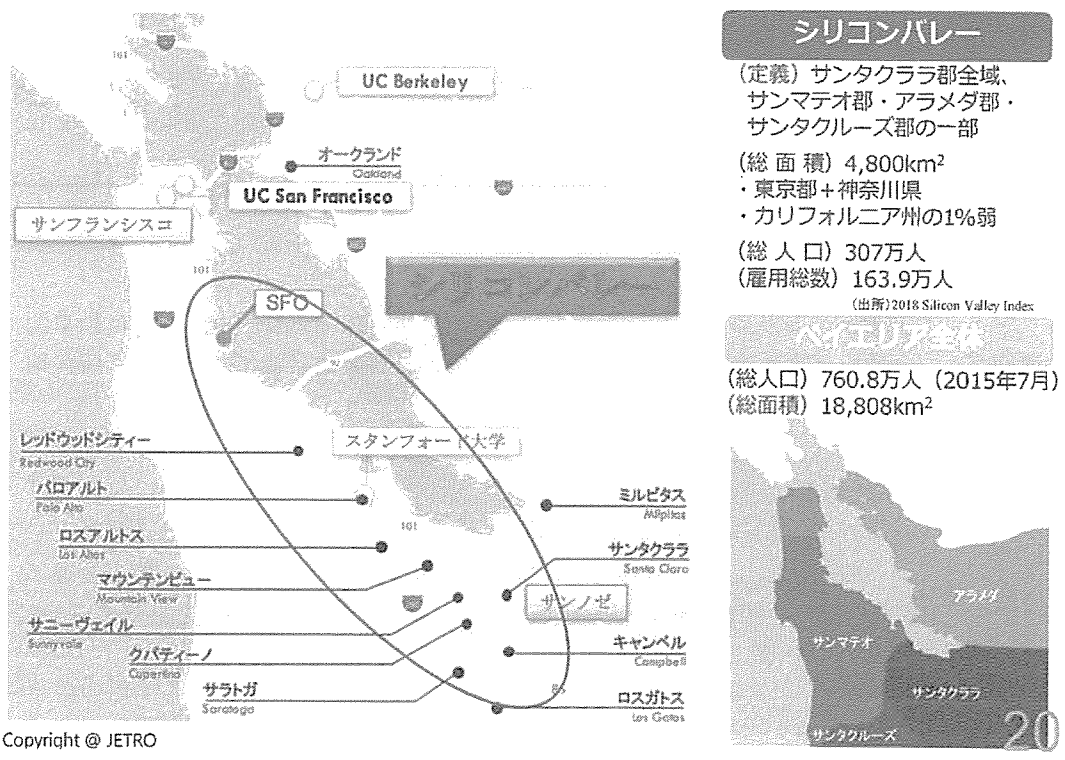 101
UC Berkeley
オークランド
Oakland
UC San Francisco
サンフランシスコ
101
シリコンバレー
SFO
92
スタンフォード大学
レッドウッドシティー
Redwood City
パロアルト
Palo Alto
101
ミルピタス
Milpitas
ロスアルトス
Los Altos
サンタクララ
Santa Clara
マウンテンビュー
Mountain View
サンノゼ
サニーヴェイル
Sunnyvale
クパティーノ
Cupertino
キャンベル
Campbell
サラトガ
Saratoga
85
ロスガトス
Los Gatos
Copyright @ JETRO
シリコンバレー
(定義) サンタクララ郡全域、
サンマテオ郡・アラメダ郡・
サンタクルーズ郡の一部
(総面積) 4,800km²
・東京都+神奈川県
・カリフォルニア州の1%弱
(総人口) 307万人
(雇用総数) 163.9万人
(出所)2018 Silicon Valley Index
ベイエリア全体
(総人口) 760.8万人 (2015年7月)
(総面積) 18,808km²
アラメダ
サンマテオ
サンタクララ
サンタクルーズ
20